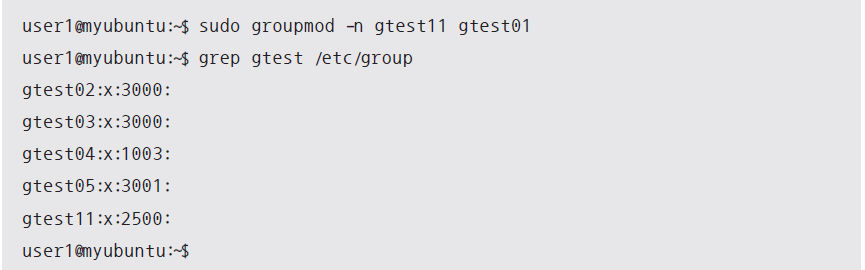 user1@myubuntu:~$ sudo groupmod -n gtest11 gtest01
user1@myubuntu:~$ grep gtest /etc/group
gtest02:x:3000:
gtest03:x:3000:
gtest04:x:1003:
gtest05:x:3001:
gtest11:x:2500:
user1@myubuntu:~$